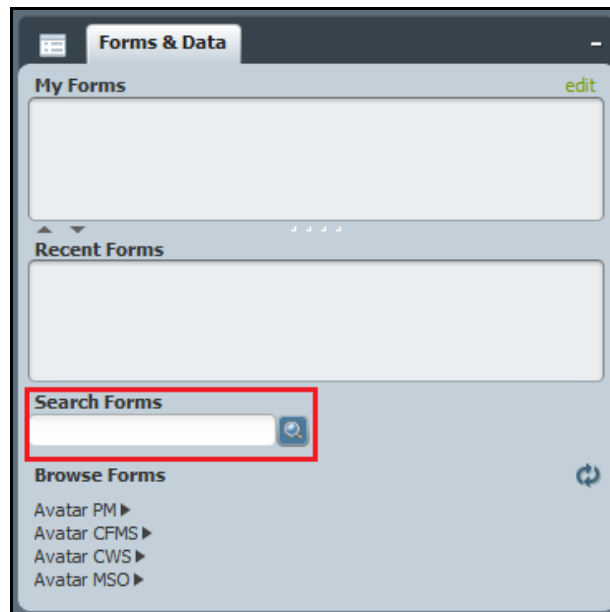 Forms & Data
My Forms
edit
Recent Forms
Search Forms
Browse Forms
Avatar PM
Avatar CFMS
Avatar CWS
Avatar MSO